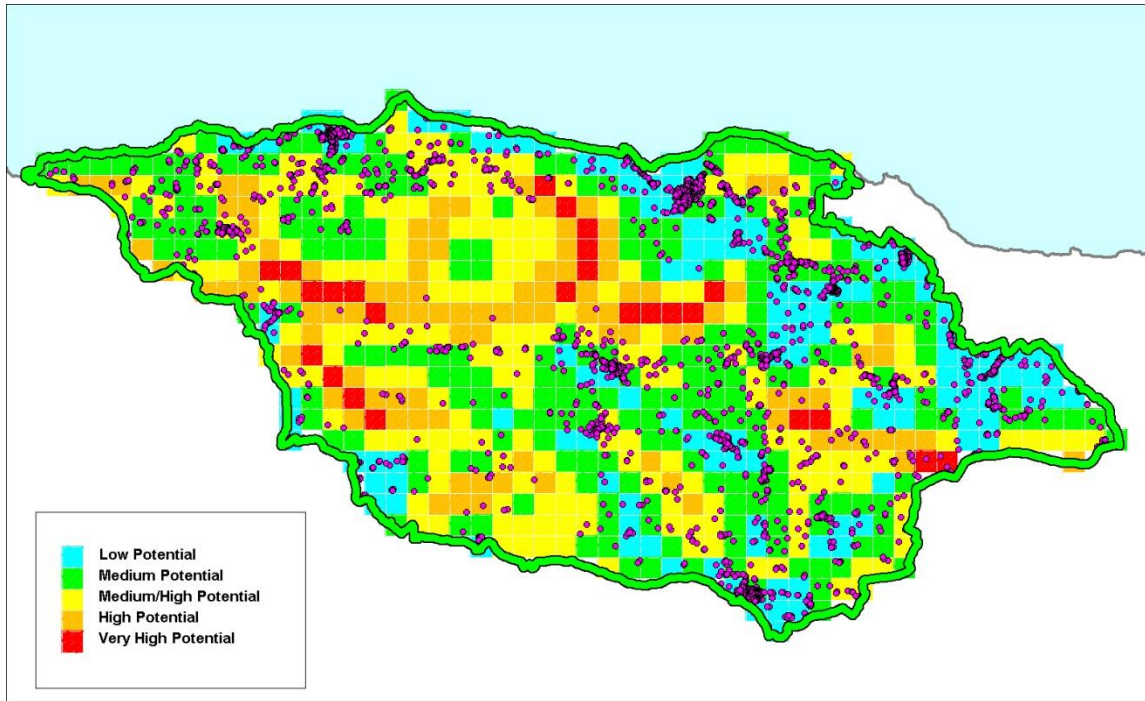 Low Potential
Medium Potential
Medium/High Potential
High Potential
Very High Potential